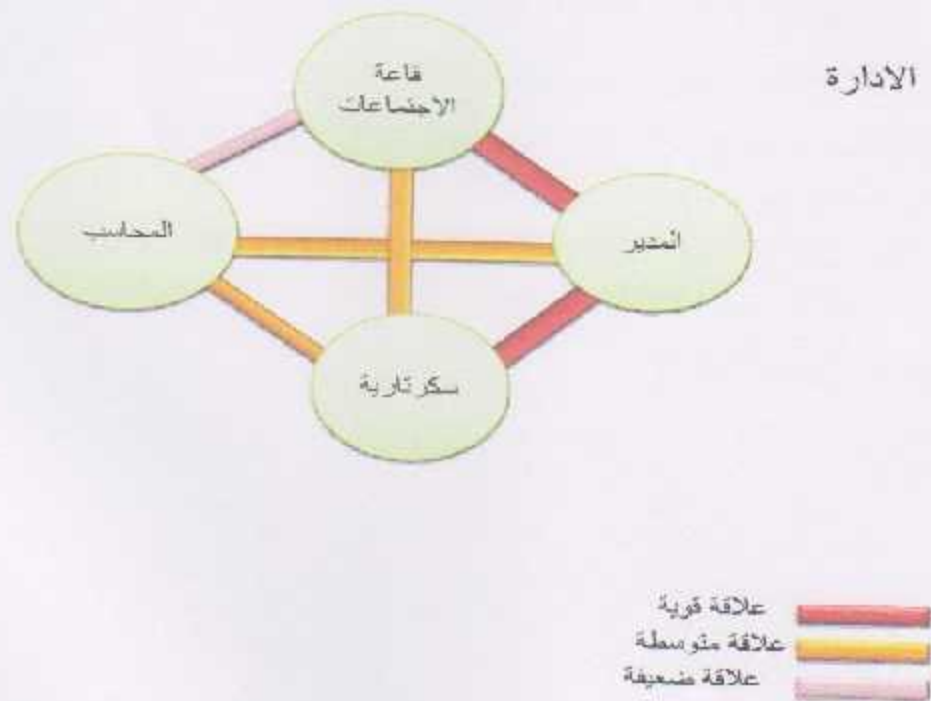 الادارة
قاعة
الاجتماعات
المدير
المحاسب
سكرتارية
علاقة قوية
علاقة متوسطة
علاقة ضعيفة